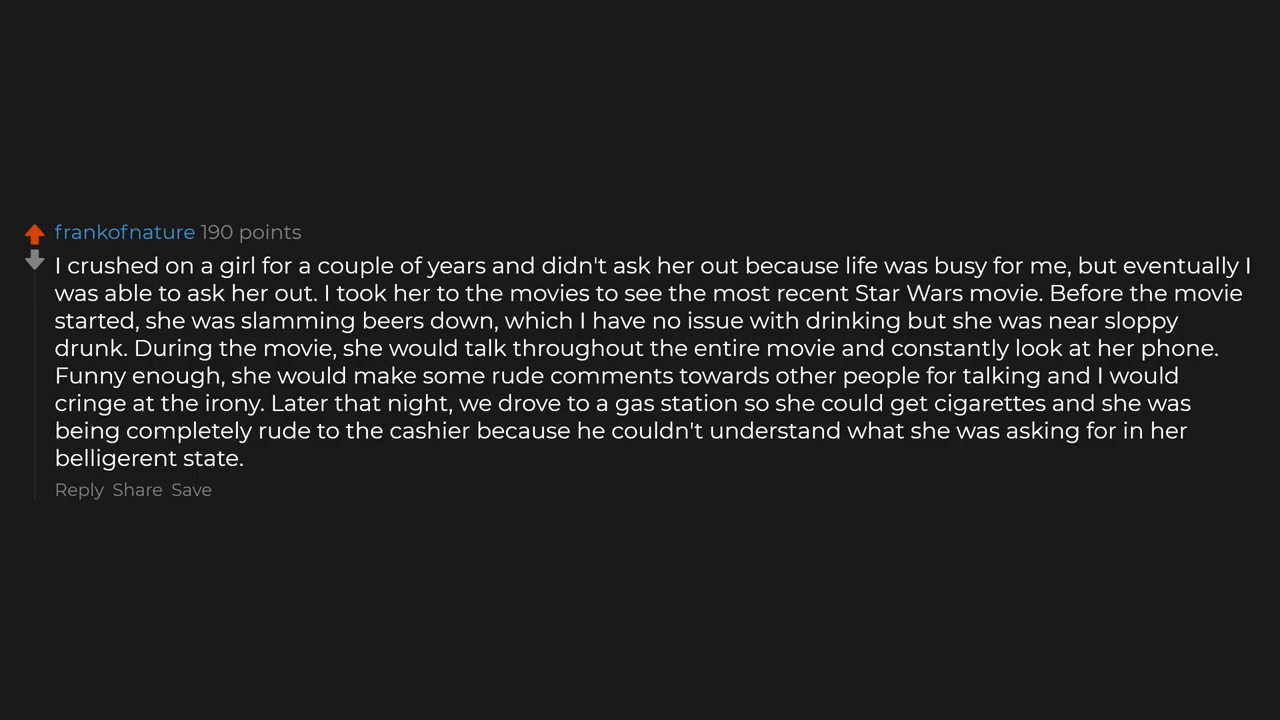 frankofnature 190 points
I crushed on a girl for a couple of years and didn't ask her out because life was busy for me, but eventually I
was able to ask her out. I took her to the movies to see the most recent Star Wars movie. Before the movie
started, she was slamming beers down, which I have no issue with drinking but she was near sloppy
drunk. During the movie, she would talk throughout the entire movie and constantly look at her phone.
Funny enough, she would make some rude comments towards other people for talking and I would
cringe at the irony. Later that night, we drove to a gas station so she could get cigarettes and she was
being completely rude to the cashier because he couldn't understand what she was asking for in her
belligerent state.
Reply Share Save